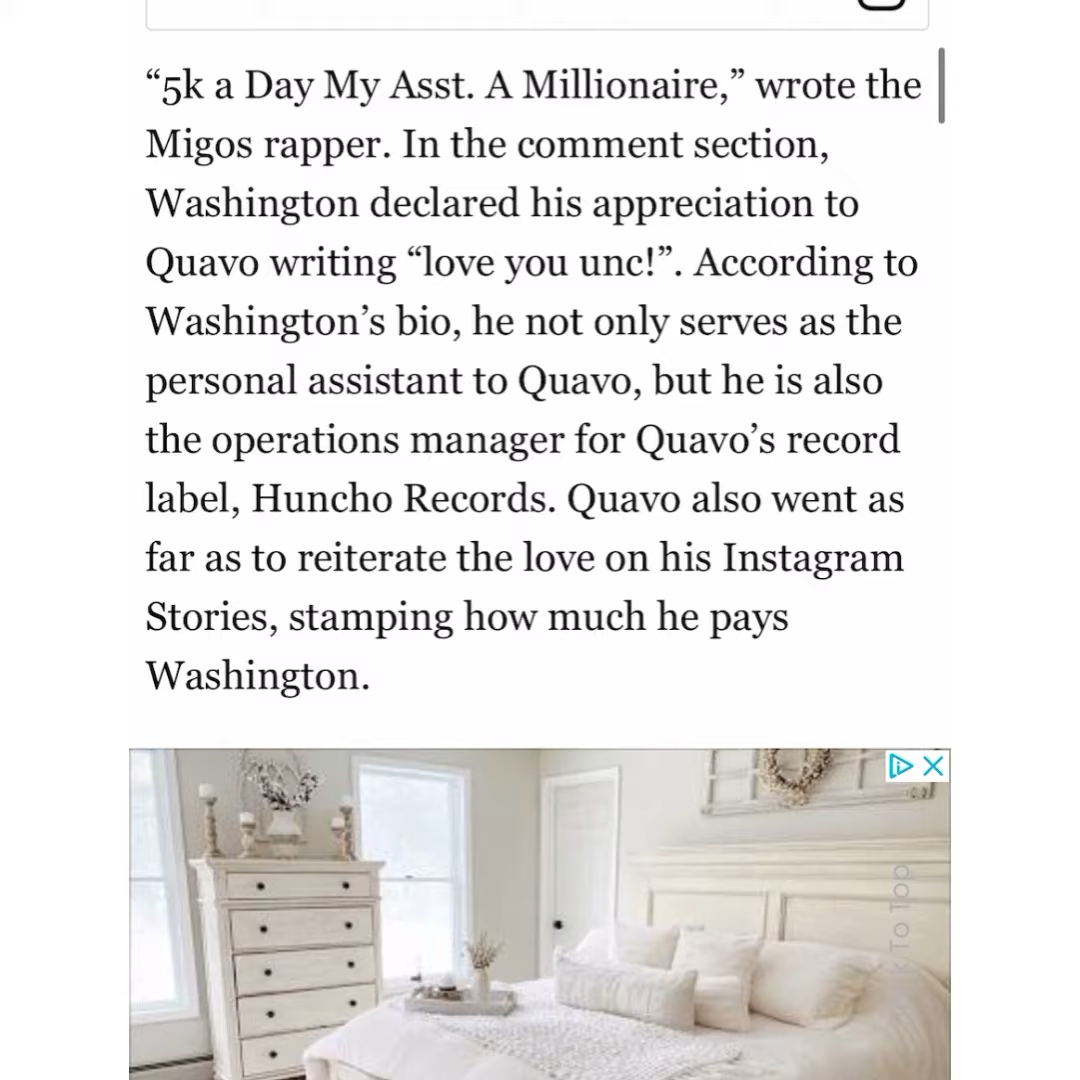 “5k a Day My Asst. A Millionaire,” wrote the
Migos rapper. In the comment section,
Washington declared his appreciation to
Quavo writing “love you unc!”. According to
Washington’s bio, he not only serves as the
personal assistant to Quavo, but he is also
the operations manager for Quavo’s record
label, Huncho Records. Quavo also went as
far as to reiterate the love on his Instagram
Stories, stamping how much he pays
Washington.
TO TOP